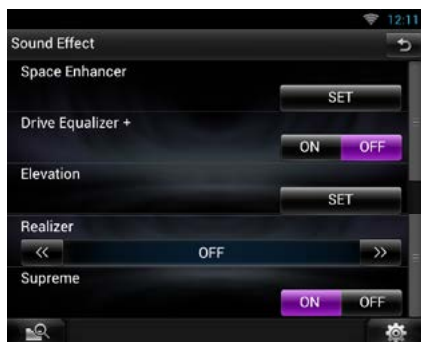 12:11
Sound Effect
Space Enhancer
SET
Drive Equalizer +
ON OFF
Elevation
SET
Realizer
OFF
Supreme
ON OFF